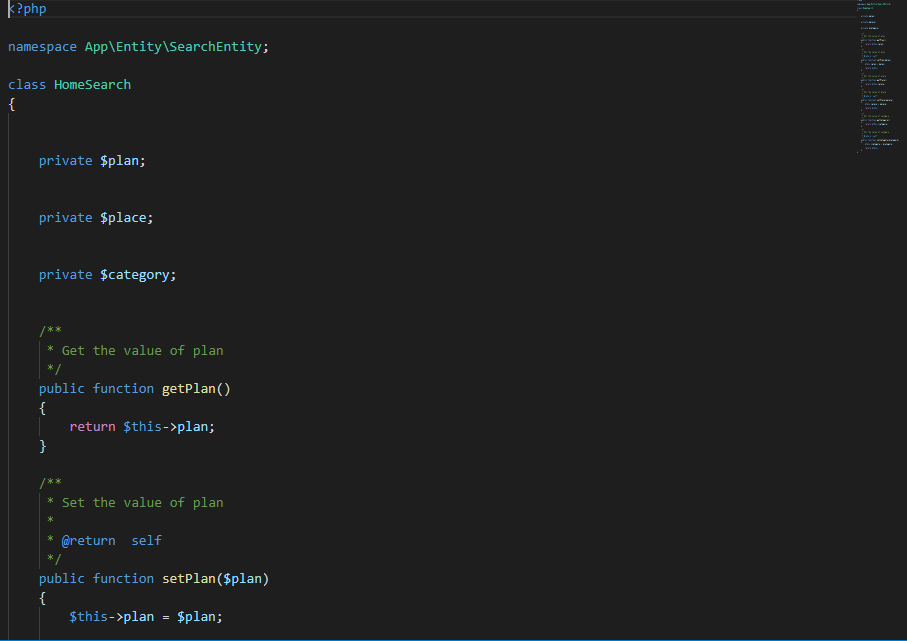 <?php
namespace App\Entity\SearchEntity;
class HomeSearch
{
private $plan;
private $place;
private $category;
/**
* Get the value of plan
*/
public function getPlan()
{
return $this->plan;
}
/**
* Set the value of plan
*
* @return  self
*/
public function setPlan($plan)
{
$this->plan = $plan;